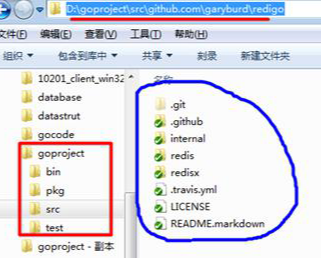 D:\goproject\src\github.com\garyburd\redigo
文件(F) 编辑(E) 查看(V) 工具(T) 帮助(H)
组织 包含到库中 共享 新建文件夹
10201_client_win32
database
datastrut
gocode
goproject
bin
pkg
src
test
goproject - 副本
名称
.git
.github
internal
redis
redisx
.travis.yml
LICENSE
README.markdown